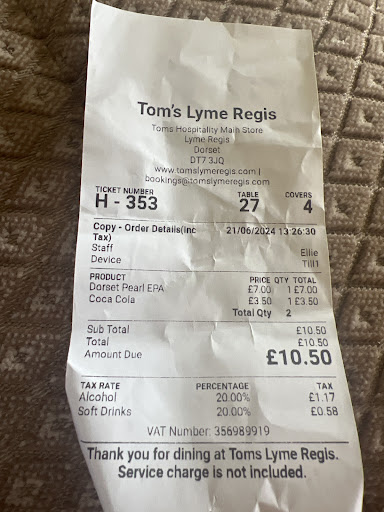 Tom's Lyme Regis
Toms Hospitality Main Store
Lyme Regis
Dorset
DT7 3JQ
www.tomslymeregis.com |
bookings@tomslymeregis.com
TICKET NUMBER TABLE COVERS
H - 353 27 4
Copy - Order Details(Inc Tax) 21/06/2024 13:26:30
Staff Ellie
Device Till1
PRODUCT PRICE QTY TOTAL
Dorset Pearl EPA £7.00 1 £7.00
Coca Cola £3.50 1 £3.50
Total Qty 2
Sub Total £10.50
Total £10.50
Amount Due £10.50
TAX RATE PERCENTAGE TAX
Alcohol 20.00% £1.17
Soft Drinks 20.00% £0.58
VAT Number: 356989919
Thank you for dining at Toms Lyme Regis.
Service charge is not included.